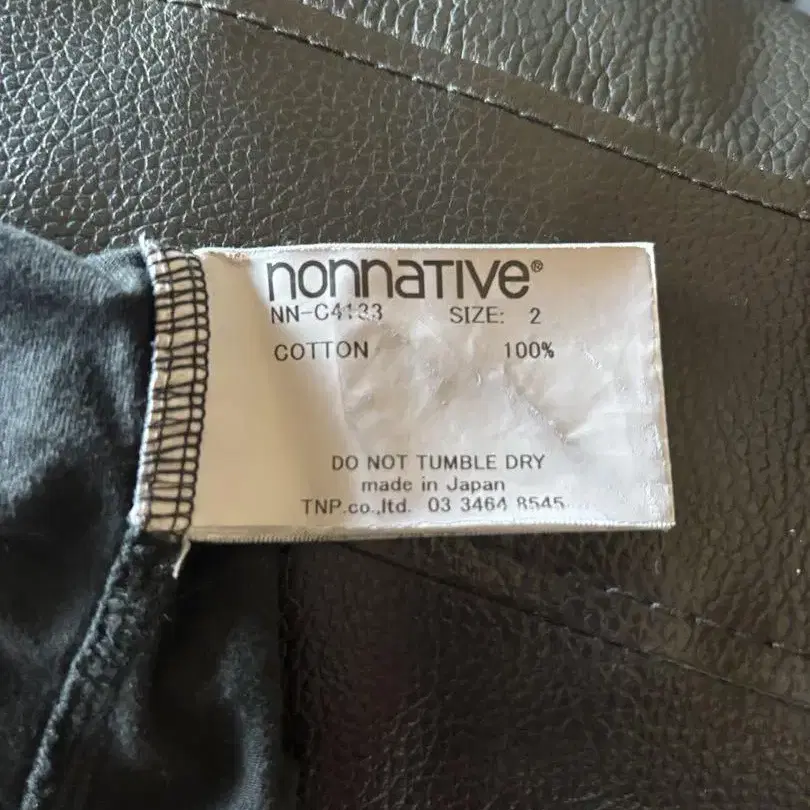 nonnaTIVe®
NN-C4133 SIZE: 2
COTTON 100%
DO NOT TUMBLE DRY
made in Japan
TNP.co.,ltd. 03 3464 8545